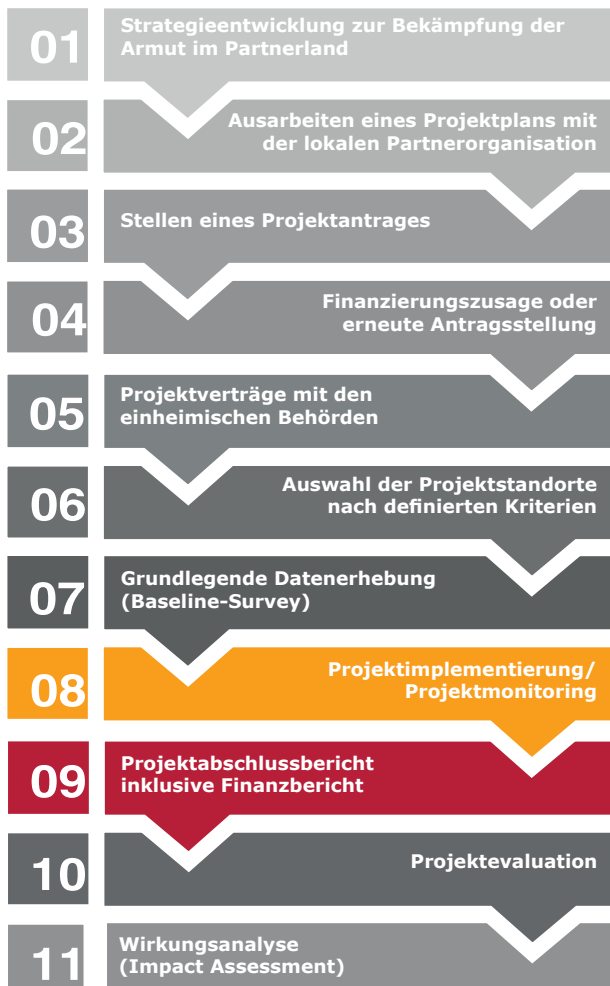 01
Strategieentwicklung zur Bekämpfung der
Armut im Partnerland
02
Ausarbeiten eines Projektplans mit
der lokalen Partnerorganisation
03
Stellen eines Projektantrages
04
Finanzierungszusage oder
erneute Antragsstellung
05
Projektverträge mit den
einheimischen Behörden
06
Auswahl der Projektstandorte
nach definierten Kriterien
07
Grundlegende Datenerhebung
(Baseline-Survey)
08
Projektimplementierung/
Projektmonitoring
09
Projektabschlussbericht
inklusive Finanzbericht
10
Projektevaluation
11
Wirkungsanalyse
(Impact Assessment)